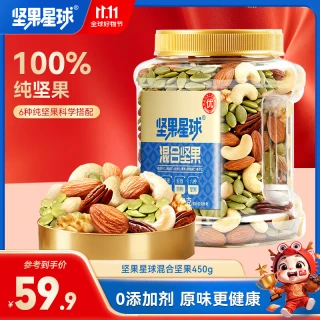 坚果星球®
11.11
全球好物节
100%
纯坚果
6种纯坚果科学搭配
优
坚果星球®
混合坚果
坚果星球混合坚果450g
参考到手价
¥59.9
0添加剂 原味更健康